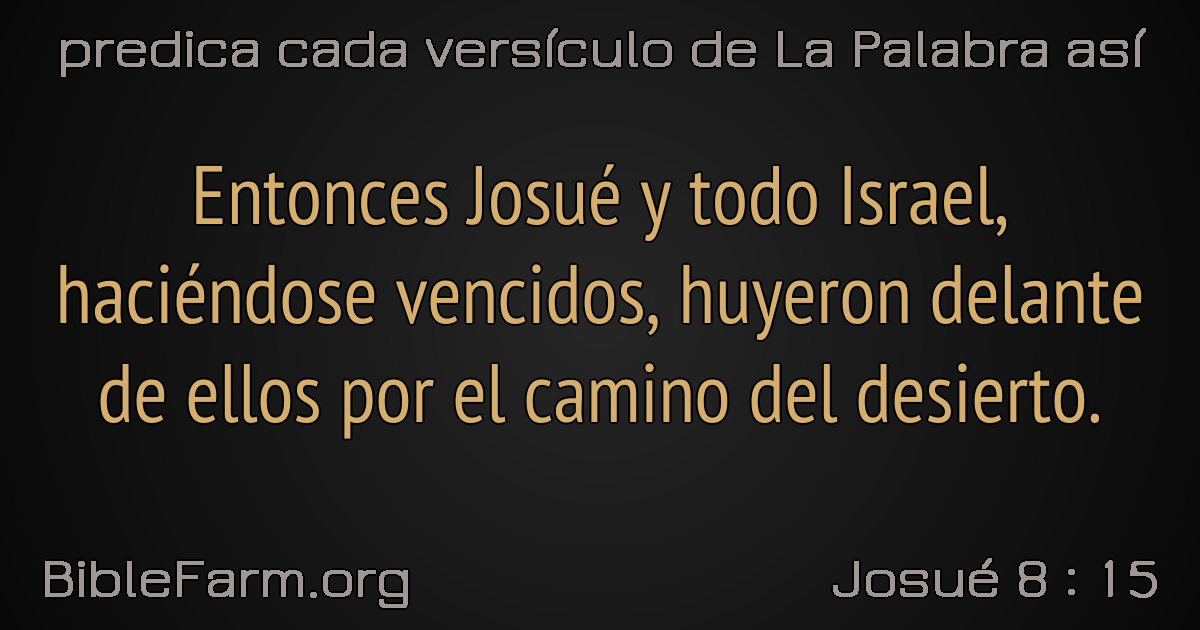 predica cada versículo de La Palabra así
Entonces Josué y todo Israel,
haciéndose vencidos, huyeron delante
de ellos por el camino del desierto.
BibleFarm.org
Josué 8 : 15